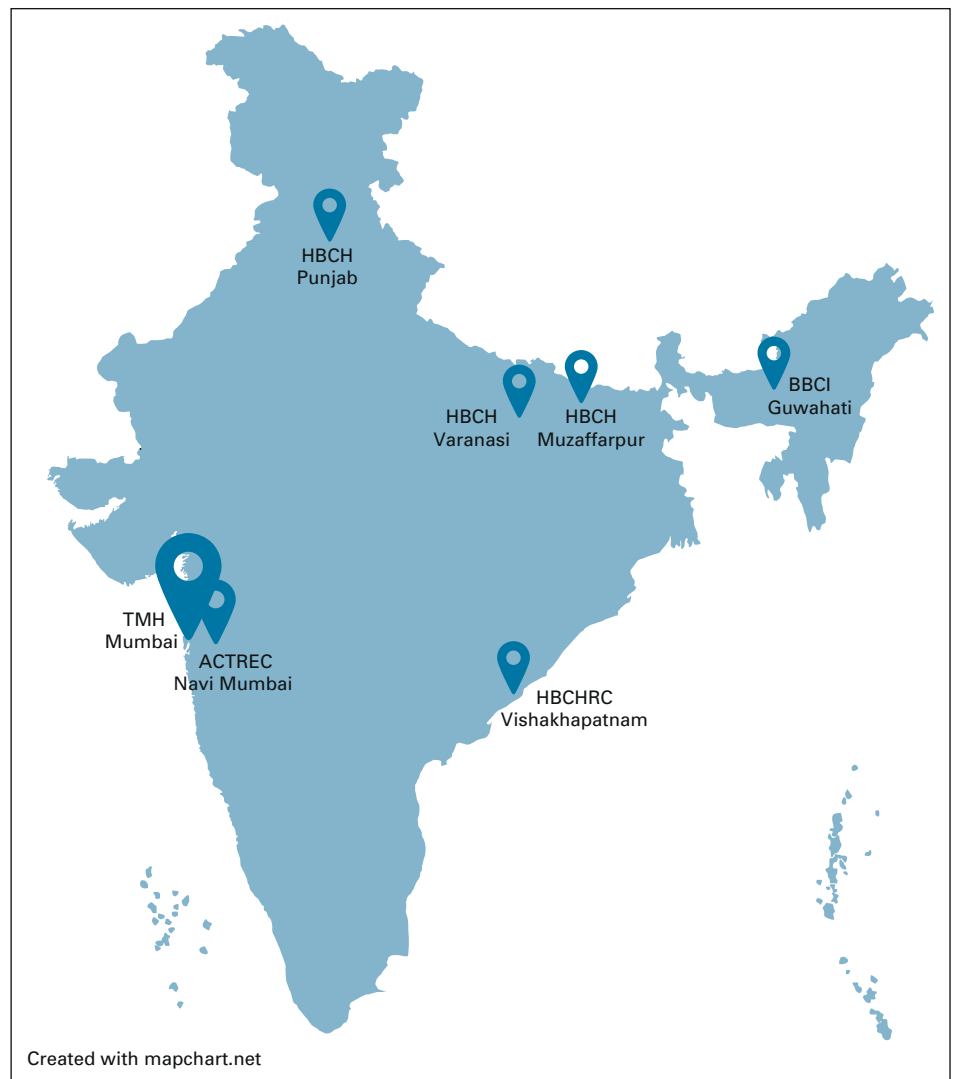 HBCH
Punjab
BBCI
Guwahati
HBCH
Varanasi
HBCH
Muzaffarpur
TMH
Mumbai
ACTREC
Navi Mumbai
HBCHRC
Vishakhapatnam
Created with mapchart.net